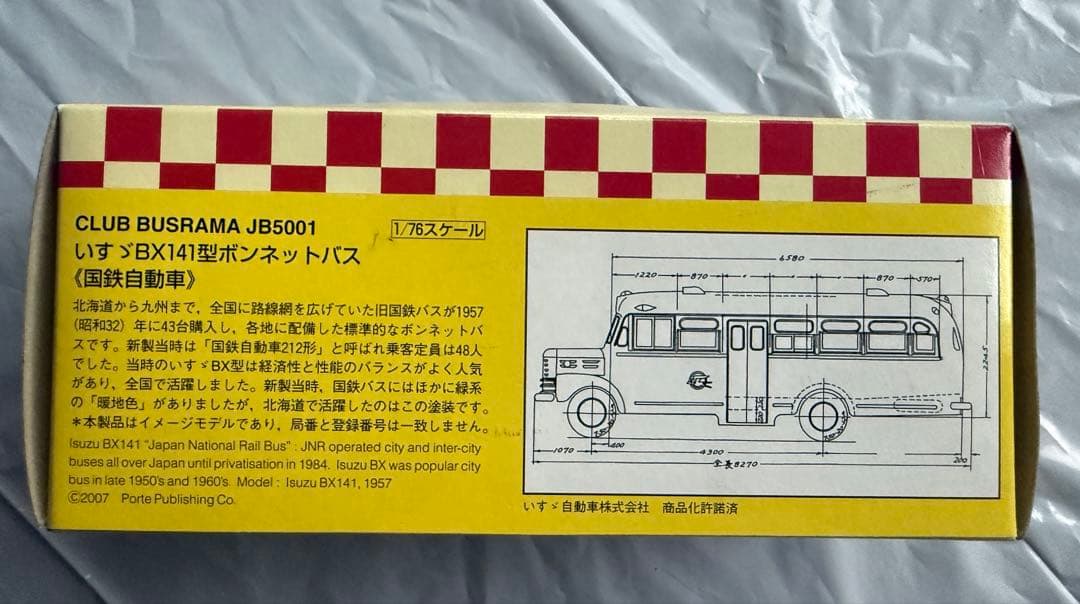 CLUB BUSRAMA JB5001
1/76スケール
いすゞBX141型ボンネットバス
《国鉄自動車》
北海道から九州まで，全国に路線網を広げていた旧国鉄バスが1957
（昭和32）年に43台購入し，各地に配備した標準的なボンネットバ
スです。新製当時は「国鉄自動車212形」と呼ばれ乗客定員は48人
でした。当時のいすゞBX型は経済性と性能のバランスがよく人気
があり，全国で活躍しました。新製当時，国鉄バスにはほかに緑系
の「暖地色」がありましたが，北海道で活躍したのはこの塗装です。
＊本製品はイメージモデルであり，局番と登録番号は一致しません。
Isuzu BX141 "Japan National Rail Bus" : JNR operated city and inter-city
buses all over Japan until privatisation in 1984. Isuzu BX was popular city
bus in late 1950's and 1960's. Model : Isuzu BX141, 1957
©2007 Porte Publishing Co.
6580
1220 870 870 570
2245
600
1070 4300 200
全長8270
いすゞ自動車株式会社 商品化許諾済